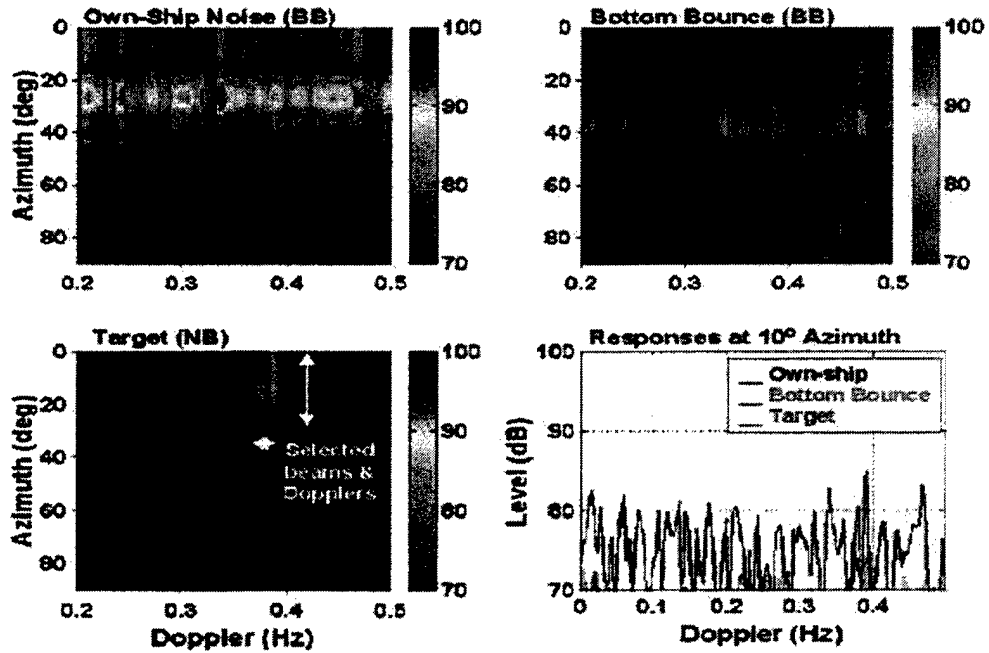 Own-Ship Noise (BB)
0
20
40
60
80
Azimuth (deg)
0.2 0.3 0.4 0.5
100
90
80
70
Bottom Bounce (BB)
0
20
40
60
80
0.2 0.3 0.4 0.5
100
90
80
70
Target (NB)
0
20
40
60
80
Azimuth (deg)
Selected
beams &
Dopplers
0.2 0.3 0.4 0.5
Doppler (Hz)
100
90
80
70
Responses at 10º Azimuth
100
90
80
70
Level (dB)
Own-ship
Bottom Bounce
Target
0 0.1 0.2 0.3 0.4
Doppler (Hz)